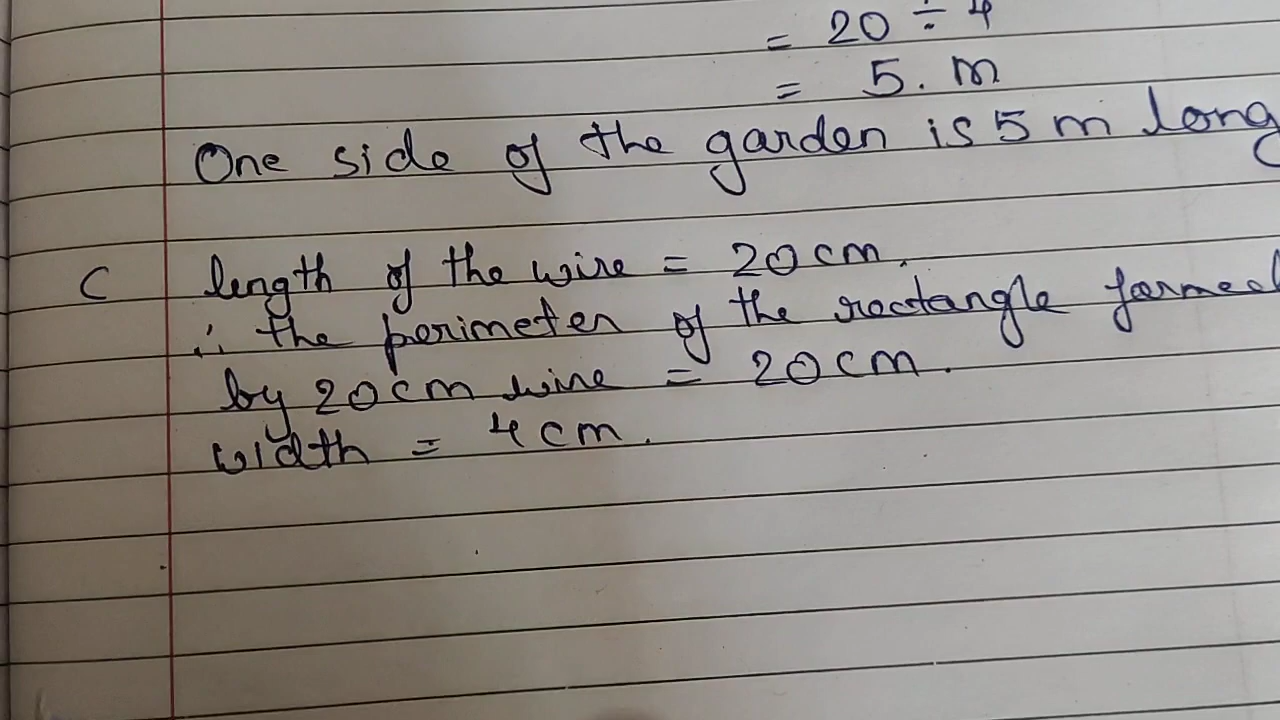 = 20 ÷ 4
= 5. m
One side of the garden is 5 m long
C length of the wire = 20 cm.
∴ the perimeter of the rectangle formed
by 20 cm wire = 20 cm.
width = 4 cm.